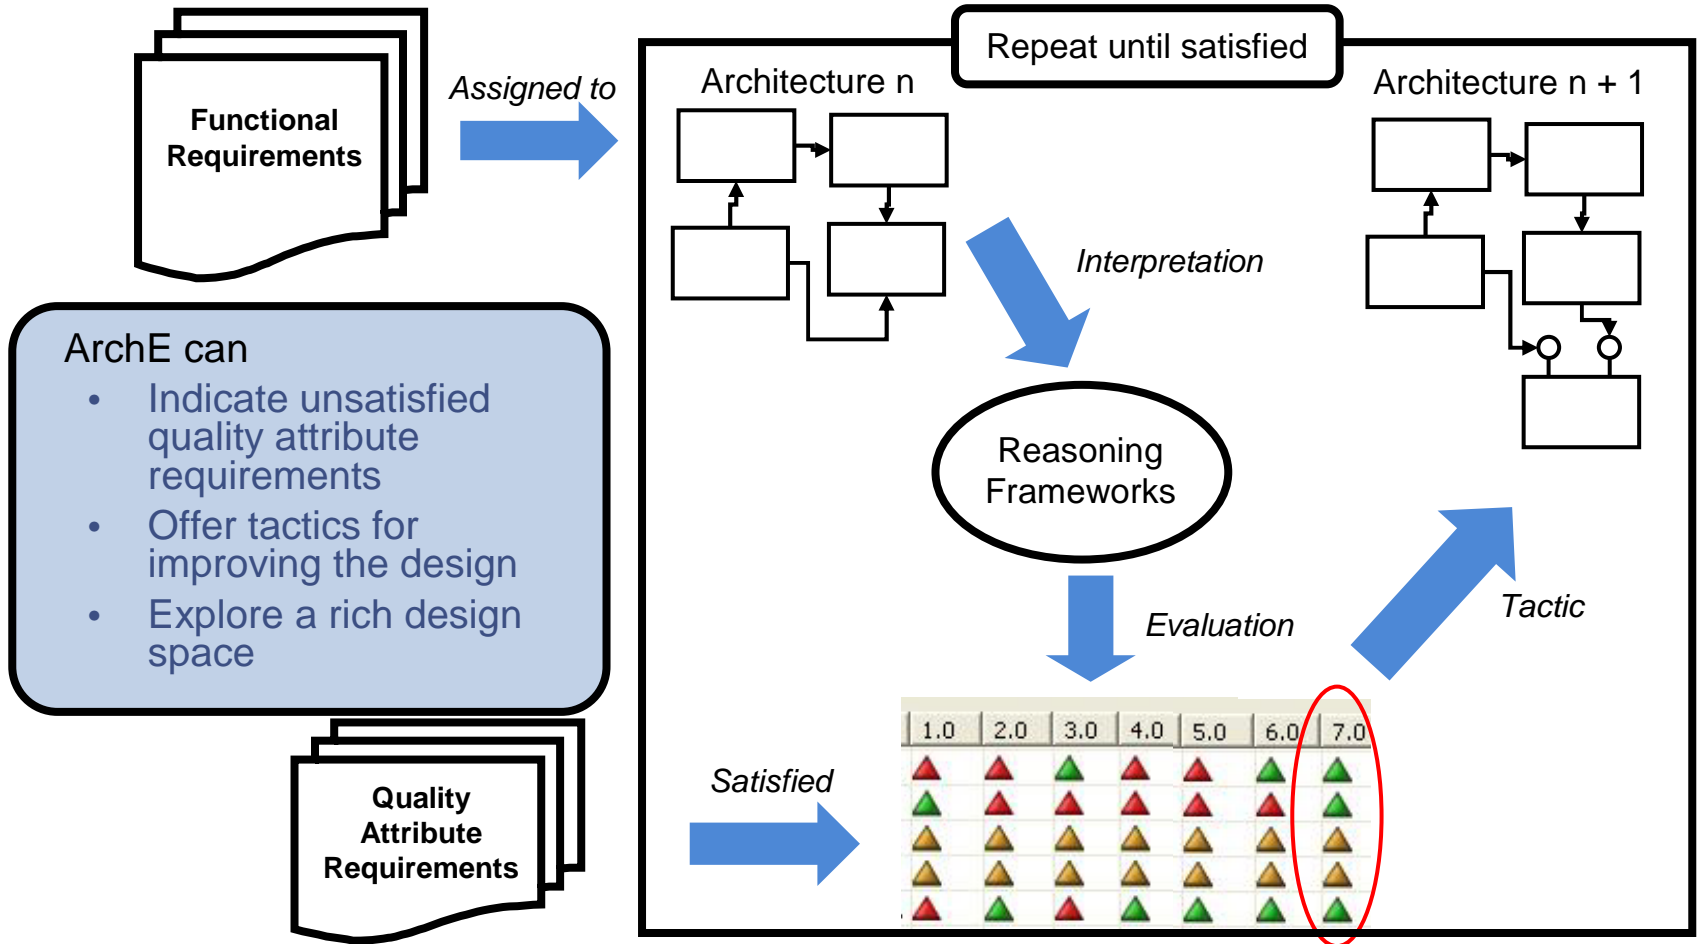 Repeat until satisfied
Functional
Requirements
Assigned to
Architecture n
Architecture n + 1
Interpretation
ArchE can
• Indicate unsatisfied
quality attribute
requirements
• Offer tactics for
improving the design
• Explore a rich design
space
Reasoning
Frameworks
Evaluation
Tactic
Quality
Attribute
Requirements
Satisfied
1.0 2.0 3.0 4.0 5.0 6.0 7.0